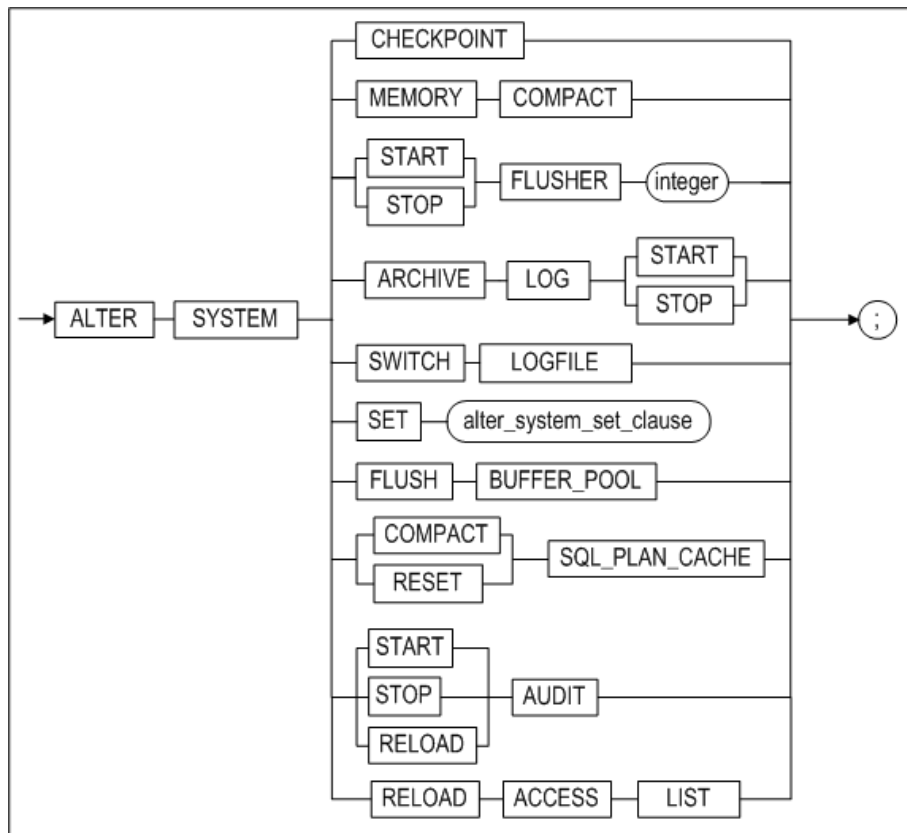 CHECKPOINT
MEMORY COMPACT
START
STOP
FLUSHER integer
ARCHIVE LOG
START
STOP
ALTER SYSTEM
;
SWITCH LOGFILE
SET alter_system_set_clause
FLUSH BUFFER_POOL
COMPACT
RESET
SQL_PLAN_CACHE
START
STOP
RELOAD
AUDIT
RELOAD ACCESS LIST